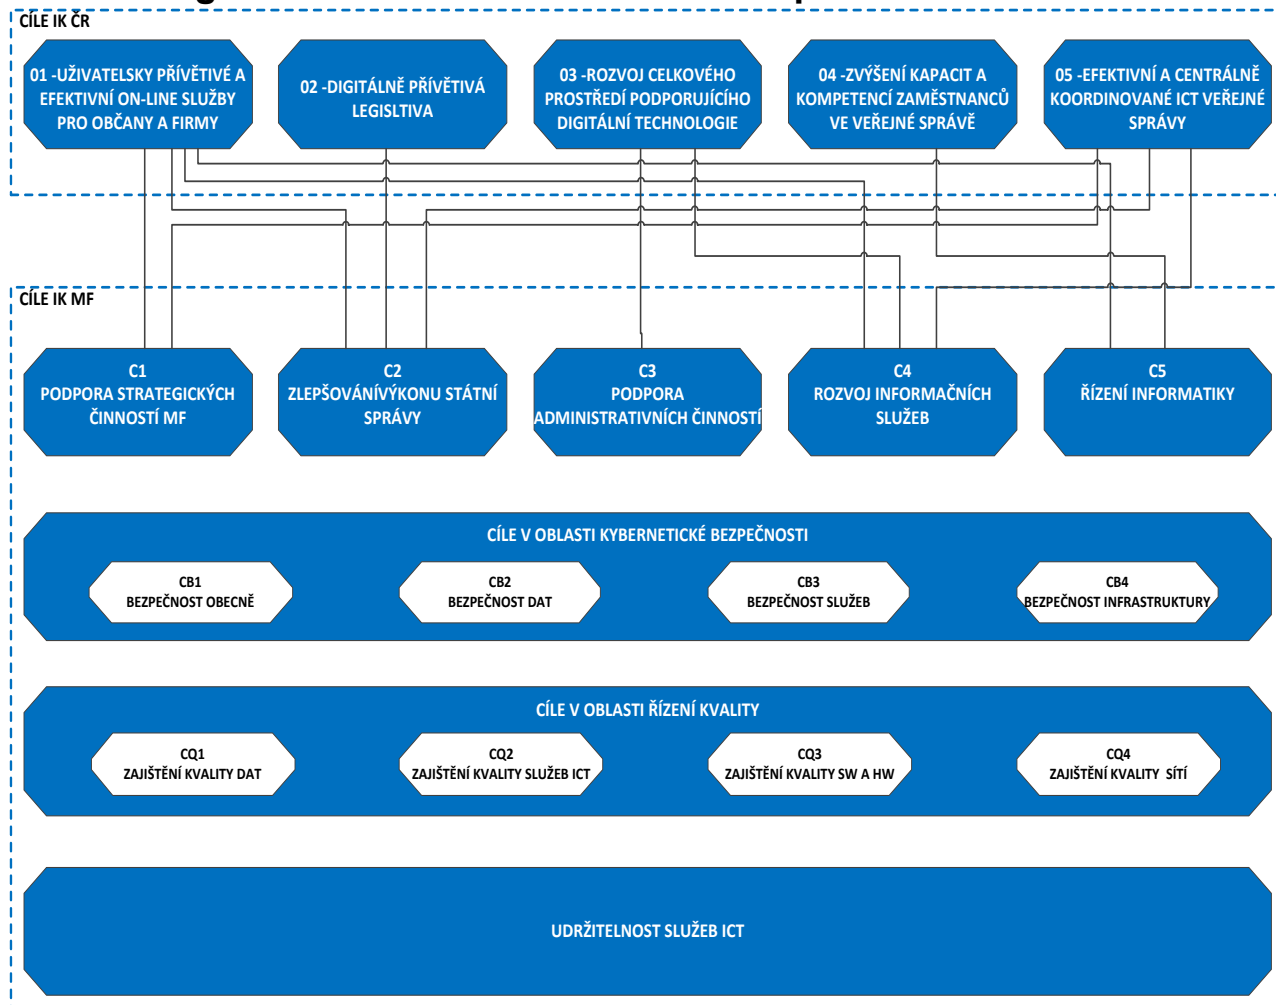 CÍLE IK ČR
01 -UŽIVATELSKY PŘÍVĚTIVÉ A
EFEKTIVNÍ ON-LINE SLUŽBY
PRO OBČANY A FIRMY
02 -DIGITÁLNĚ PŘÍVĚTIVÁ
LEGISLTIVA
03 -ROZVOJ CELKOVÉHO
PROSTŘEDÍ PODPORUJÍCÍHO
DIGITÁLNÍ TECHNOLOGIE
04 -ZVÝŠENÍ KAPACIT A
KOMPETENCÍ ZAMĚSTNANCŮ
VE VEŘEJNÉ SPRÁVĚ
05 -EFEKTIVNÍ A CENTRÁLNĚ
KOORDINOVANÉ ICT VEŘEJNÉ
SPRÁVY
CÍLE IK MF
C1
PODPORA STRATEGICKÝCH
ČINNOSTÍ MF
C2
ZLEPŠOVÁNÍVÝKONU STÁTNÍ
SPRÁVY
C3
PODPORA
ADMINISTRATIVNÍCH ČINNOSTÍ
C4
ROZVOJ INFORMAČNÍCH
SLUŽEB
C5
ŘÍZENÍ INFORMATIKY
CÍLE V OBLASTI KYBERNETICKÉ BEZPEČNOSTI
CB1
BEZPEČNOST OBECNĚ
CB2
BEZPEČNOST DAT
CB3
BEZPEČNOST SLUŽEB
CB4
BEZPEČNOST INFRASTRUKTURY
CÍLE V OBLASTI ŘÍZENÍ KVALITY
CQ1
ZAJIŠTĚNÍ KVALITY DAT
CQ2
ZAJIŠTĚNÍ KVALITY SLUŽEB ICT
CQ3
ZAJIŠTĚNÍ KVALITY SW A HW
CQ4
ZAJIŠTĚNÍ KVALITY  SÍTÍ
UDRŽITELNOST SLUŽEB ICT